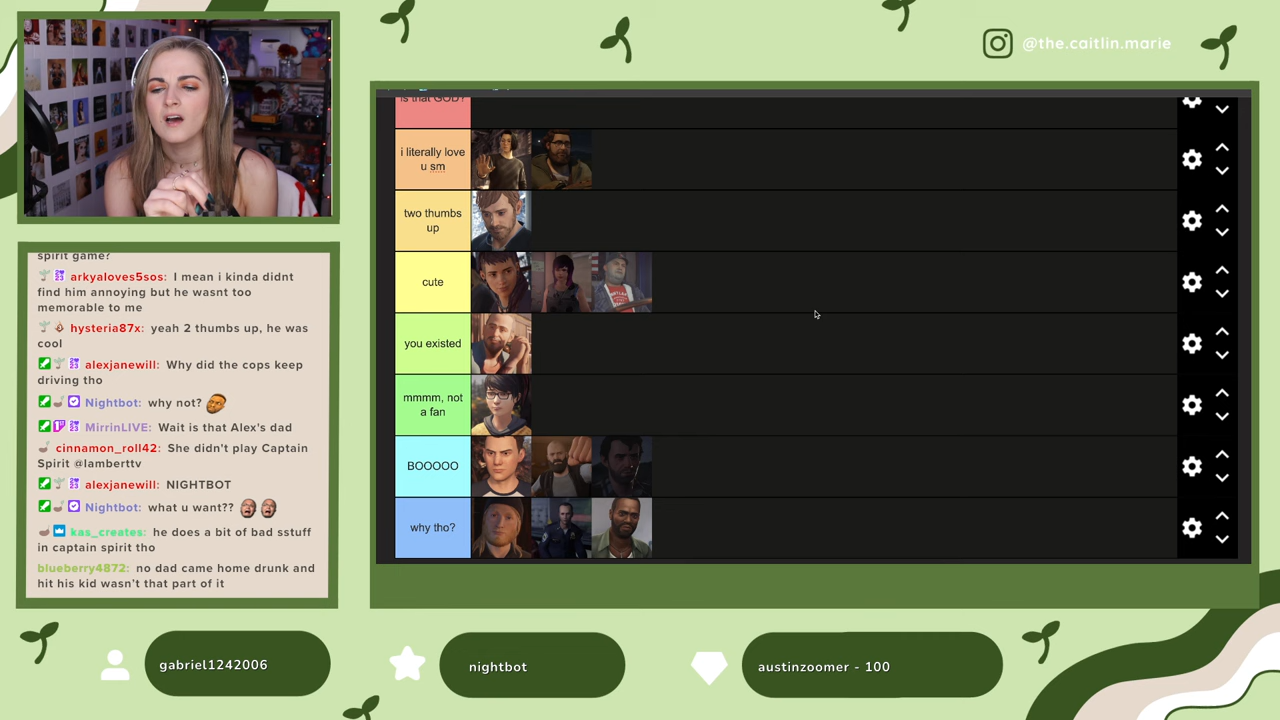 @the.caitlin.marie
is that GOD?
i literally love
u sm
two thumbs
up
cute
you existed
mmmm, not
a fan
BOOOOO
why tho?
spirit game?
arkyaloves5sos: I mean i kinda didnt
find him annoying but he wasnt too
memorable to me
hysteria87x: yeah 2 thumbs up, he was
cool
alexjanewill: Why did the cops keep
driving tho
Nightbot: why not?
MirrinLIVE: Wait is that Alex's dad
cinnamon_roll42: She didn't play Captain
Spirit @lamberttv
alexjanewill: NIGHTBOT
Nightbot: what u want??
kas_creates: he does a bit of bad sstuff
in captain spirit tho
blueberry4872: no dad came home drunk and
hit his kid wasn't that part of it
gabriel1242006
nightbot
austinzoomer - 100